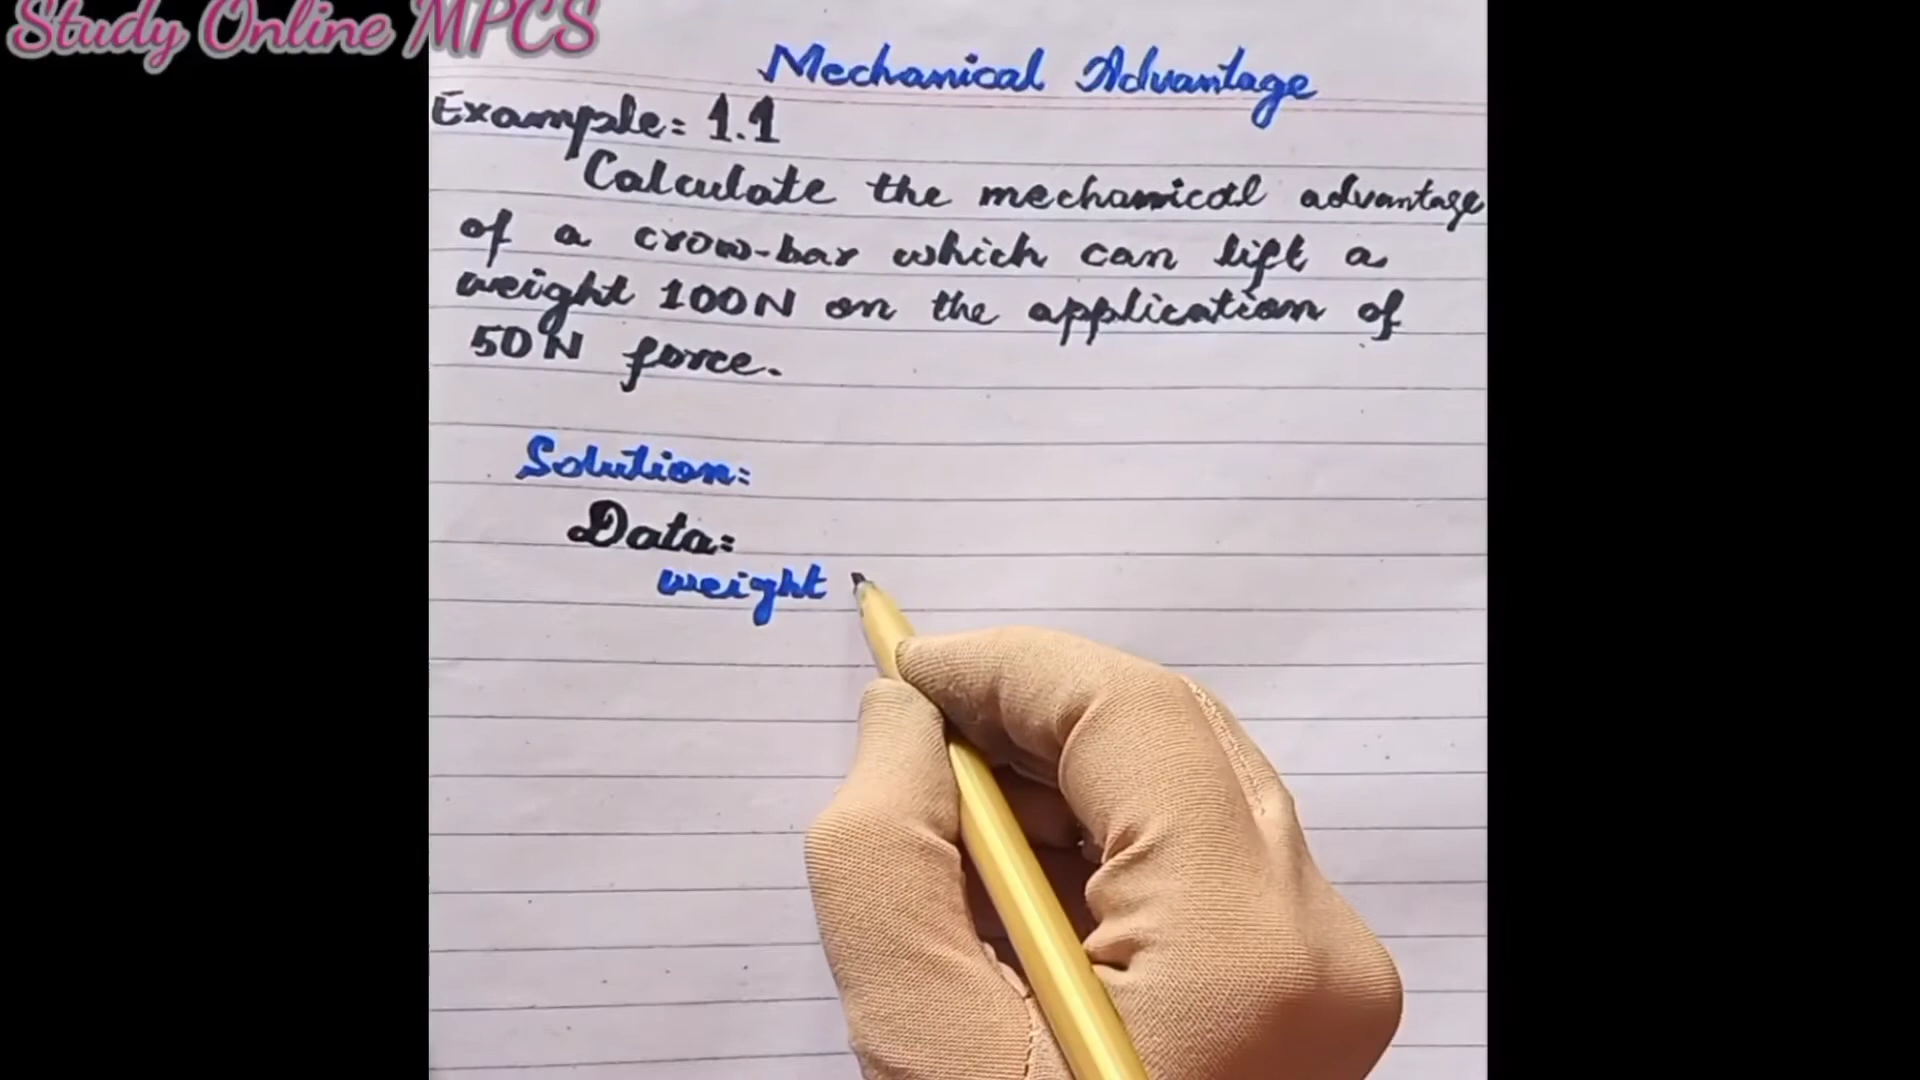 Study Online MPCS
Mechanical Advantage
Example= 1.1
Calculate the mechanical advantage
of a crow-bar which can lift a
weight 100N on the application of
50N force.
Solution=
Data=
weight